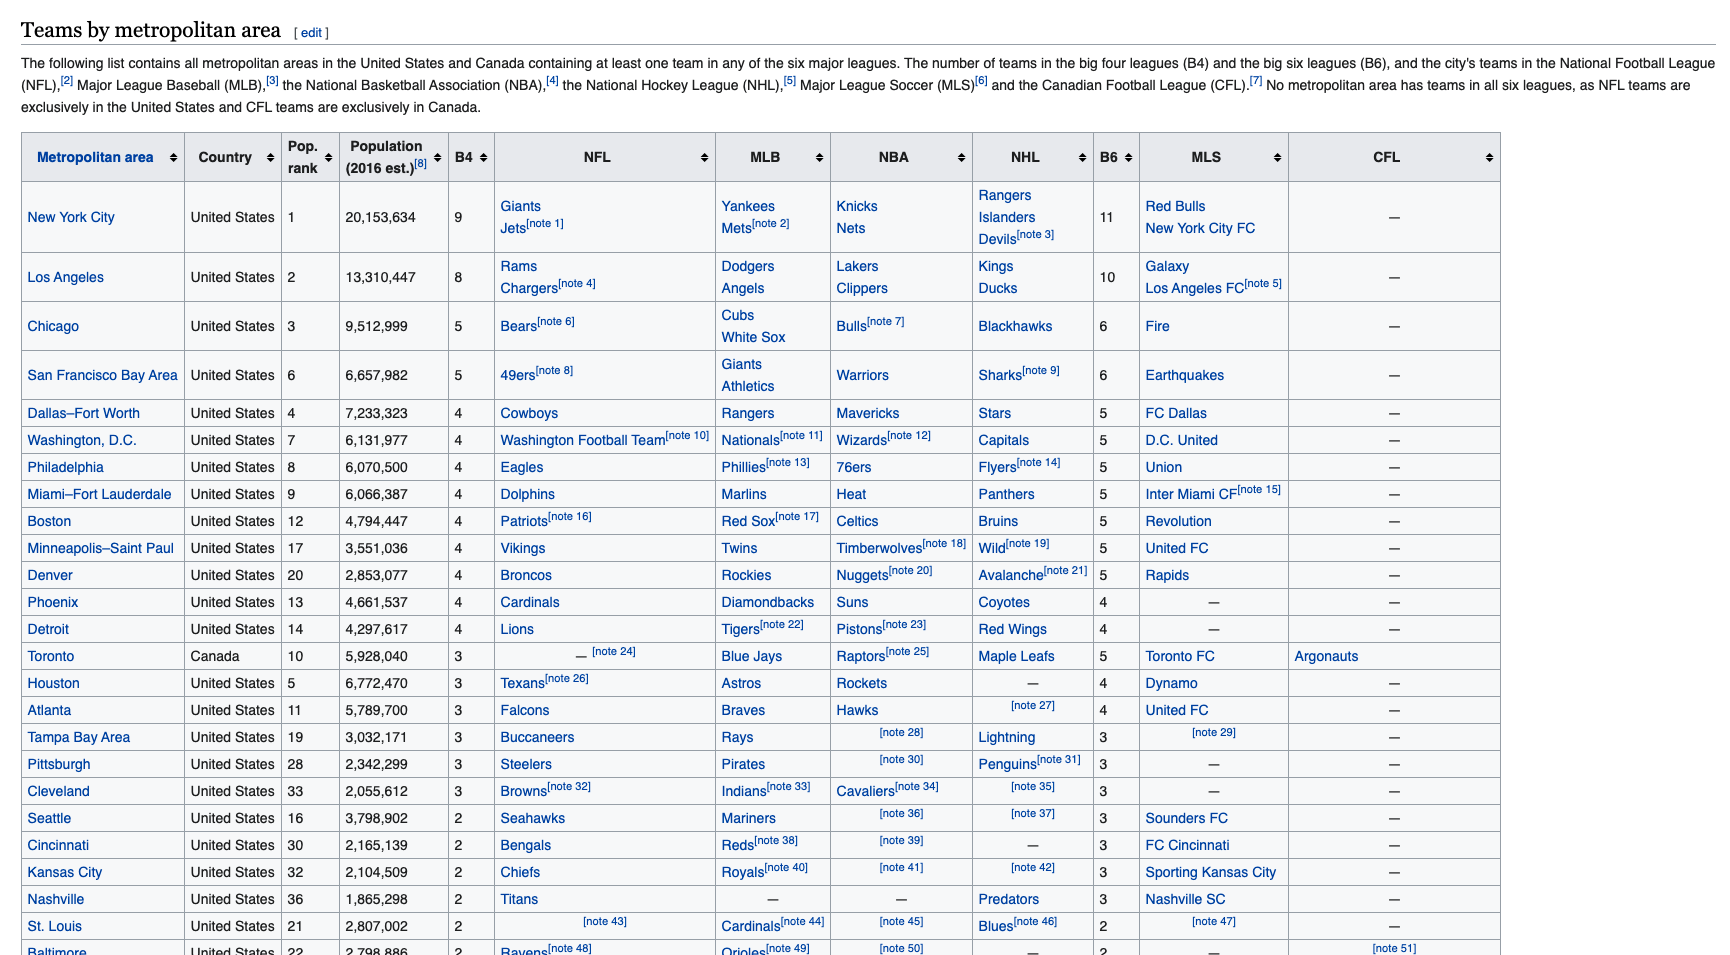 Teams by metropolitan area [ edit ]
The following list contains all metropolitan areas in the United States and Canada containing at least one team in any of the six major leagues. The number of teams in the big four leagues (B4) and the big six leagues (B6), and the city's teams in the National Football League
(NFL),[2] Major League Baseball (MLB),[3] the National Basketball Association (NBA),[4] the National Hockey League (NHL),[5] Major League Soccer (MLS)[6] and the Canadian Football League (CFL).[7] No metropolitan area has teams in all six leagues, as NFL teams are
exclusively in the United States and CFL teams are exclusively in Canada.
Metropolitan area Country Pop. rank Population (2016 est.)[8] B4 NFL MLB NBA NHL B6 MLS CFL
New York City United States 1 20,153,634 9 Giants Jets[note 1] Yankees Mets[note 2] Knicks Nets Rangers Islanders Devils[note 3] 11 Red Bulls New York City FC —
Los Angeles United States 2 13,310,447 8 Rams Chargers[note 4] Dodgers Angels Lakers Clippers Kings Ducks 10 Galaxy Los Angeles FC[note 5] —
Chicago United States 3 9,512,999 5 Bears[note 6] Cubs White Sox Bulls[note 7] Blackhawks 6 Fire —
San Francisco Bay Area United States 6 6,657,982 5 49ers[note 8] Giants Athletics Warriors Sharks[note 9] 6 Earthquakes —
Dallas–Fort Worth United States 4 7,233,323 4 Cowboys Rangers Mavericks Stars 5 FC Dallas —
Washington, D.C. United States 7 6,131,977 4 Washington Football Team[note 10] Nationals[note 11] Wizards[note 12] Capitals 5 D.C. United —
Philadelphia United States 8 6,070,500 4 Eagles Phillies[note 13] 76ers Flyers[note 14] 5 Union —
Miami–Fort Lauderdale United States 9 6,066,387 4 Dolphins Marlins Heat Panthers 5 Inter Miami CF[note 15] —
Boston United States 12 4,794,447 4 Patriots[note 16] Red Sox[note 17] Celtics Bruins 5 Revolution —
Minneapolis–Saint Paul United States 17 3,551,036 4 Vikings Twins Timberwolves[note 18] Wild[note 19] 5 United FC —
Denver United States 20 2,853,077 4 Broncos Rockies Nuggets[note 20] Avalanche[note 21] 5 Rapids —
Phoenix United States 13 4,661,537 4 Cardinals Diamondbacks Suns Coyotes 4 — —
Detroit United States 14 4,297,617 4 Lions Tigers[note 22] Pistons[note 23] Red Wings 4 — —
Toronto Canada 10 5,928,040 3 — [note 24] Blue Jays Raptors[note 25] Maple Leafs 5 Toronto FC Argonauts
Houston United States 5 6,772,470 3 Texans[note 26] Astros Rockets — 4 Dynamo —
Atlanta United States 11 5,789,700 3 Falcons Braves Hawks [note 27] 4 United FC —
Tampa Bay Area United States 19 3,032,171 3 Buccaneers Rays [note 28] Lightning 3 [note 29] —
Pittsburgh United States 28 2,342,299 3 Steelers Pirates [note 30] Penguins[note 31] 3 — —
Cleveland United States 33 2,055,612 3 Browns[note 32] Indians[note 33] Cavaliers[note 34] [note 35] 3 — —
Seattle United States 16 3,798,902 2 Seahawks Mariners [note 36] [note 37] 3 Sounders FC —
Cincinnati United States 30 2,165,139 2 Bengals Reds[note 38] [note 39] — 3 FC Cincinnati —
Kansas City United States 32 2,104,509 2 Chiefs Royals[note 40] [note 41] [note 42] 3 Sporting Kansas City —
Nashville United States 36 1,865,298 2 Titans — — Predators 3 Nashville SC —
St. Louis United States 21 2,807,002 2 [note 43] Cardinals[note 44] [note 45] Blues[note 46] 2 [note 47] —
Baltimore United States 22 2,798,886 2 Ravens[note 48] Orioles[note 49] [note 50] — 2 — [note 51]